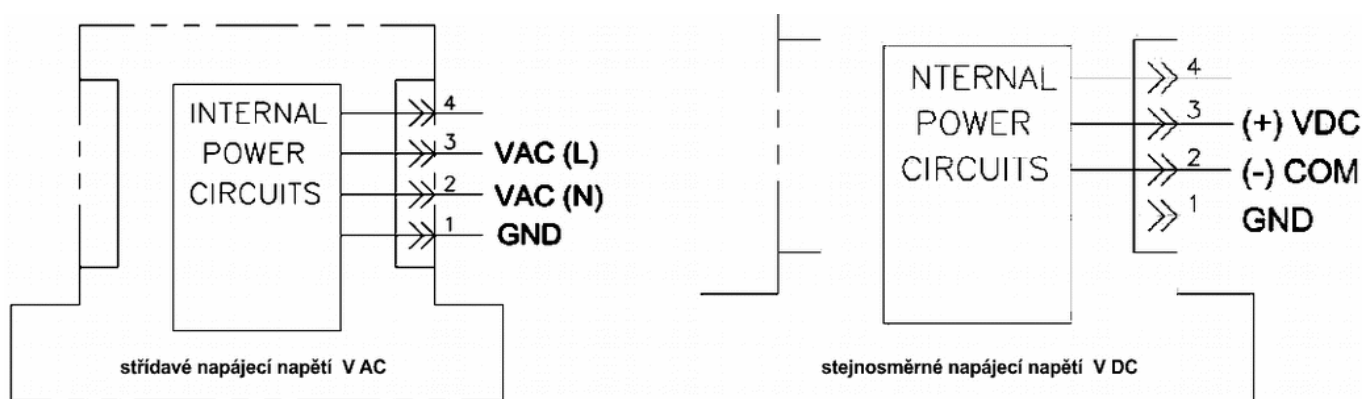 INTERNAL
POWER
CIRCUITS
4
3
VAC (L)
2
VAC (N)
1
GND
střídavé napájecí napětí V AC
NTERNAL
POWER
CIRCUITS
4
3
(+) VDC
2
(-) COM
1
GND
stejnosměrné napájecí napětí V DC